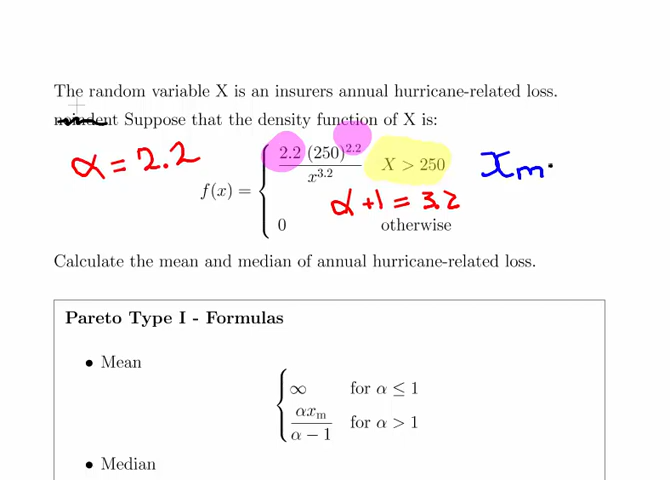 The random variable X is an insurers annual hurricane-related loss.
Suppose that the density function of X is:
α = 2.2
f(x) = { 2.2 (250)^2.2 / x^3.2   X > 250
xm
α + 1 = 3.2
0   otherwise
Calculate the mean and median of annual hurricane-related loss.
Pareto Type I - Formulas
• Mean
{ ∞   for α ≤ 1
αxm / α − 1   for α > 1
• Median